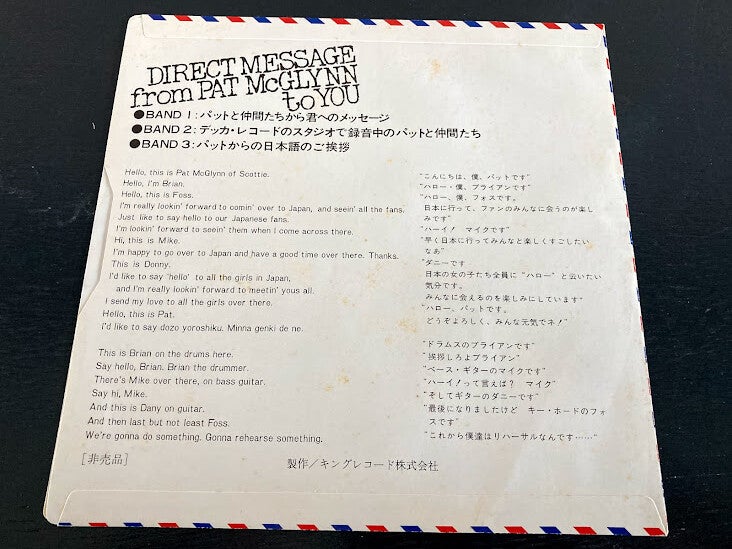 DIRECT MESSAGE
from PAT McGLYNN
to YOU
●BAND 1:パットと仲間たちから君へのメッセージ
●BAND 2:デッカ・レコードのスタジオで録音中のパットと仲間たち
●BAND 3:パットからの日本語のご挨拶
Hello, this is Pat McGlynn of Scottie.
Hello, I'm Brian.
Hello, this is Foss.
I'm really lookin' forward to comin' over to Japan, and seein' all the fans.
Just like to say hello to our Japanese fans.
I'm lookin' forward to seein' them when I come across there.
Hi, this is Mike.
I'm happy to go over to Japan and have a good time over there. Thanks.
This is Donny.
I'd like to say 'hello' to all the girls in Japan,
and I'm really lookin' forward to meetin' yous all.
I send my love to all the girls over there.
Hello, this is Pat.
I'd like to say dozo yoroshiku. Minna genki de ne.
"こんにちは、僕、パットです"
"ハロー・僕、ブライアンです"
"ハロー、僕、フォスです。
日本に行って、ファンのみんなに会うのが楽し
みです"
"ハーイ! マイクです
"早く日本に行ってみんなと楽しくすごしたい
なあ"
"ダニーです
日本の女の子たち全員に"ハロー"と云いたい
気分です。
みんなに会えるのを楽しみにしています"
"ハロー、パットです。
どうぞよろしく、みんな元気でネ!"
This is Brian on the drums here.
Say hello, Brian. Brian the drummer.
There's Mike over there, on bass guitar.
Say hi, Mike.
And this is Dany on guitar.
And then last but not least Foss.
We're gonna do something. Gonna rehearse something.
"ドラムスのブライアンです"
"挨拶しろよブライアン"
"ベース・ギターのマイクです"
"ハーイ!って言えば? マイク"
"そしてギターのダニーです"
"最後になりましたけど キー・ボードのフォ
スです"
"これから僕達はリハーサルなんです……"
[非売品]
製作/キングレコード株式会社